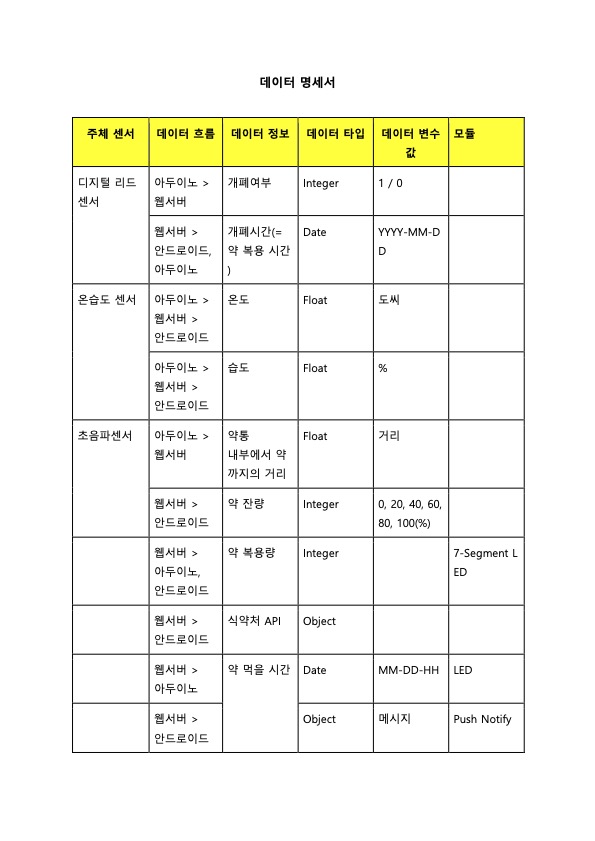 데이터 명세서
주체 센서 데이터 흐름 데이터 정보 데이터 타입 데이터 변수 모듈
값
디지털 리드 아두이노 > 개폐여부 Integer 1 / 0
센서 웹서버
웹서버 > 개폐시간(= Date YYYY-MM-D
안드로이드, 약 복용 시간 D
아두이노 )
온습도 센서 아두이노 > 온도 Float 도씨
웹서버 >
안드로이드
아두이노 > 습도 Float %
웹서버 >
안드로이드
초음파센서 아두이노 > 약통 Float 거리
웹서버 내부에서 약
까지의 거리
웹서버 > 약 잔량 Integer 0, 20, 40, 60,
안드로이드 80, 100(%)
웹서버 > 약 복용량 Integer 7-Segment L
아두이노, ED
안드로이드
웹서버 > 식약처 API Object
안드로이드
웹서버 > 약 먹을 시간 Date MM-DD-HH LED
아두이노
웹서버 > Object 메시지 Push Notify
안드로이드